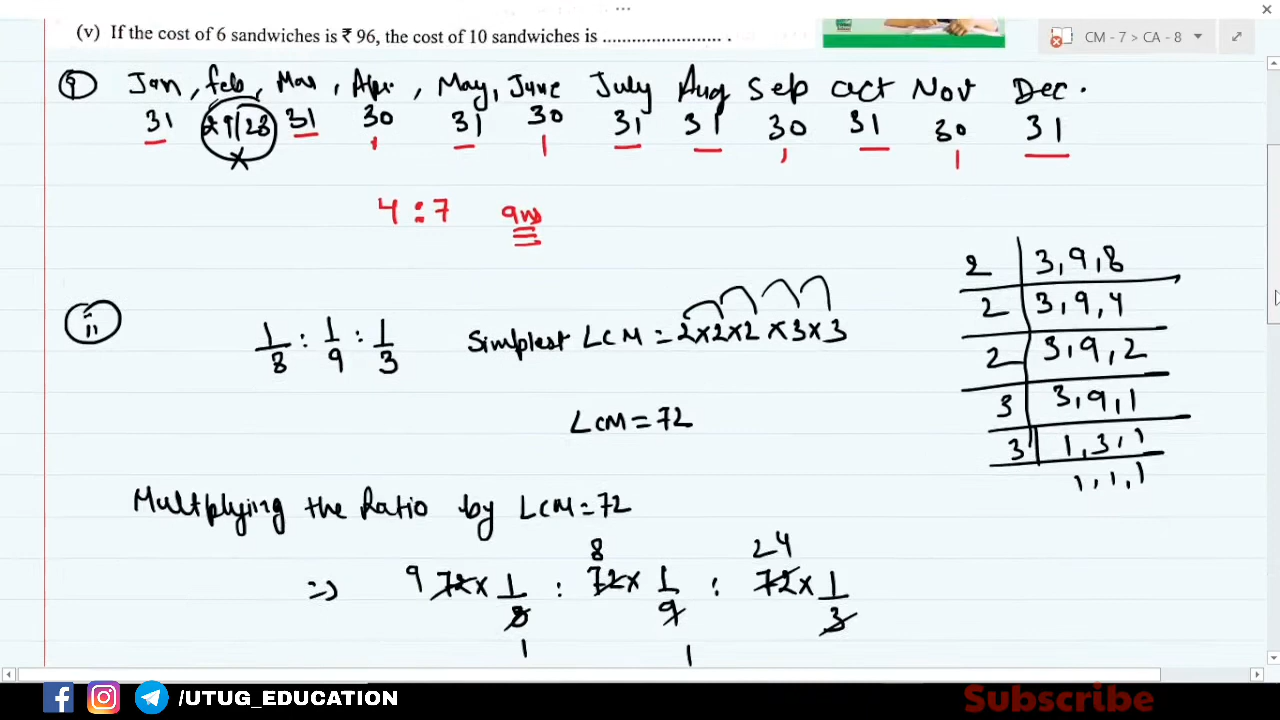 (v) If the cost of 6 sandwiches is ₹ 96, the cost of 10 sandwiches is ........................ .
CM - 7 > CA - 8
(i) Jan, feb, Mar, Apr, May, June July Aug Sep Oct Nov Dec.
31 29/28 31 30 31 30 31 31 30 31 30 31
4 : 7 ans
(ii) 1/8 : 1/9 : 1/3 Simplest LCM = 2×2×2×3×3
2 | 3, 9, 8
2 | 3, 9, 4
2 | 3, 9, 2
3 | 3, 9, 1
3 | 1, 3, 1
1, 1, 1
LCM = 72
Multplying the Ratio by LCM = 72
9 8 24
⇒ 72 × 1/8 : 72 × 1/9 : 72 × 1/3
1 1
/UTUG_EDUCATION
Subscribe